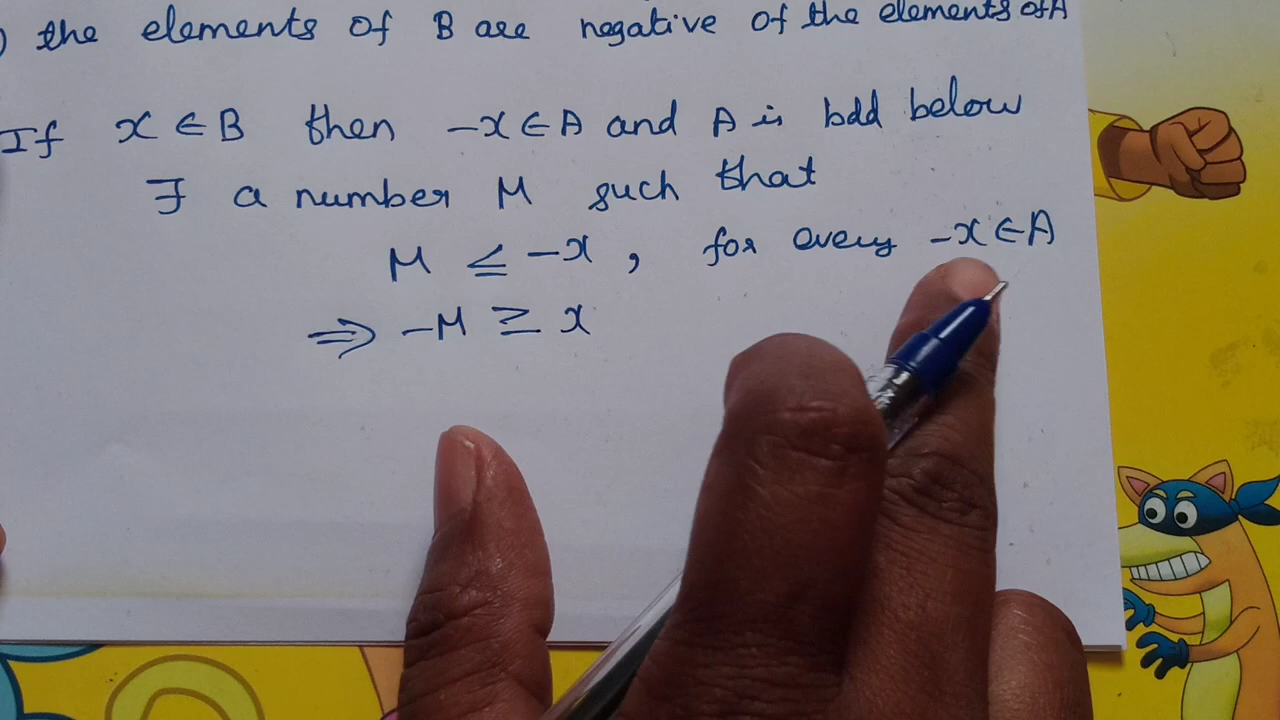 ) the elements of B are negative of the elements of A
If x ∈ B then -x ∈ A and A is bdd below
∃ a number M such that
M ≤ -x , for every -x ∈ A
⇒ -M ≥ x